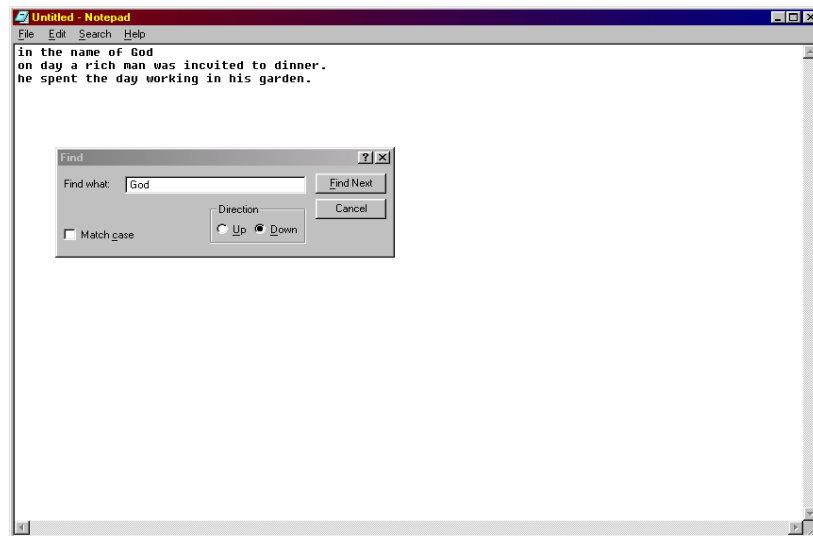 Untitled - Notepad
File Edit Search Help
in the name of God
on day a rich man was incvited to dinner.
he spent the day working in his garden.
Find
Find what: God Find Next
Direction Cancel
Match case Up Down